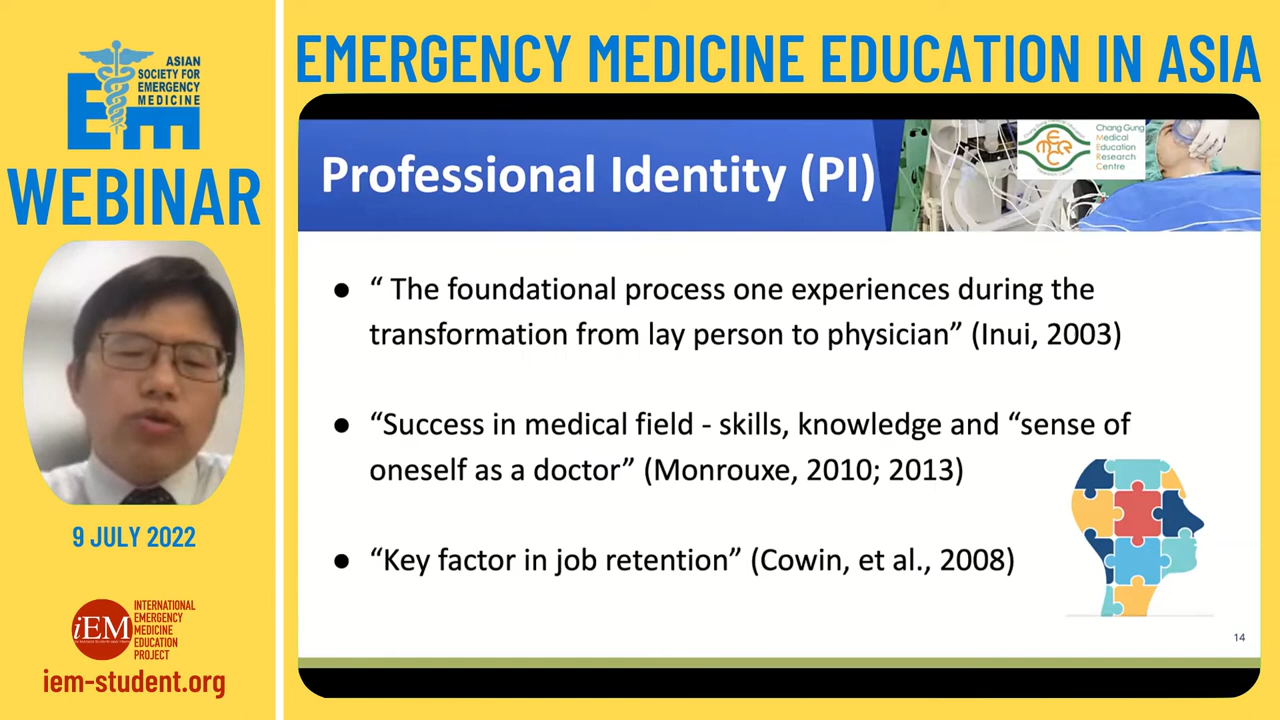 ASIAN
SOCIETY FOR
EMERGENCY
MEDICINE
EM
WEBINAR
9 JULY 2022
iEM
INTERNATIONAL
EMERGENCY
MEDICINE
EDUCATION
PROJECT
iem-student.org
EMERGENCY MEDICINE EDUCATION IN ASIA
Professional Identity (PI)
Chang Gung
Medical
Education
Research
Centre
● “ The foundational process one experiences during the
transformation from lay person to physician” (Inui, 2003)
● “Success in medical field - skills, knowledge and “sense of
oneself as a doctor” (Monrouxe, 2010; 2013)
● “Key factor in job retention” (Cowin, et al., 2008)
14